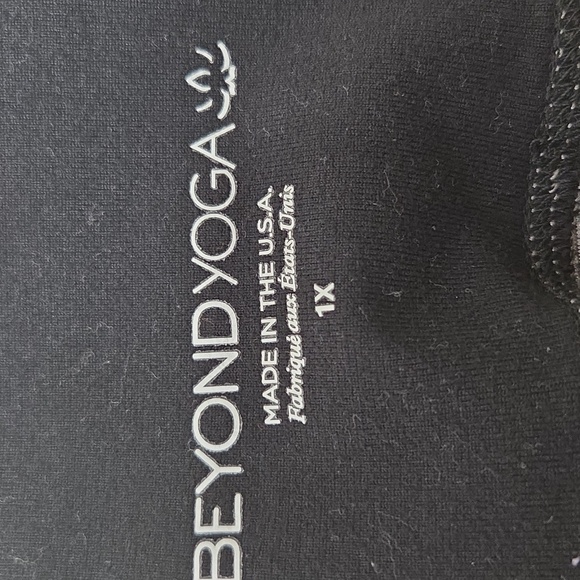 BEYOND YOGA
MADE IN THE U.S.A.
Fabriqué aux États-Unis
1X